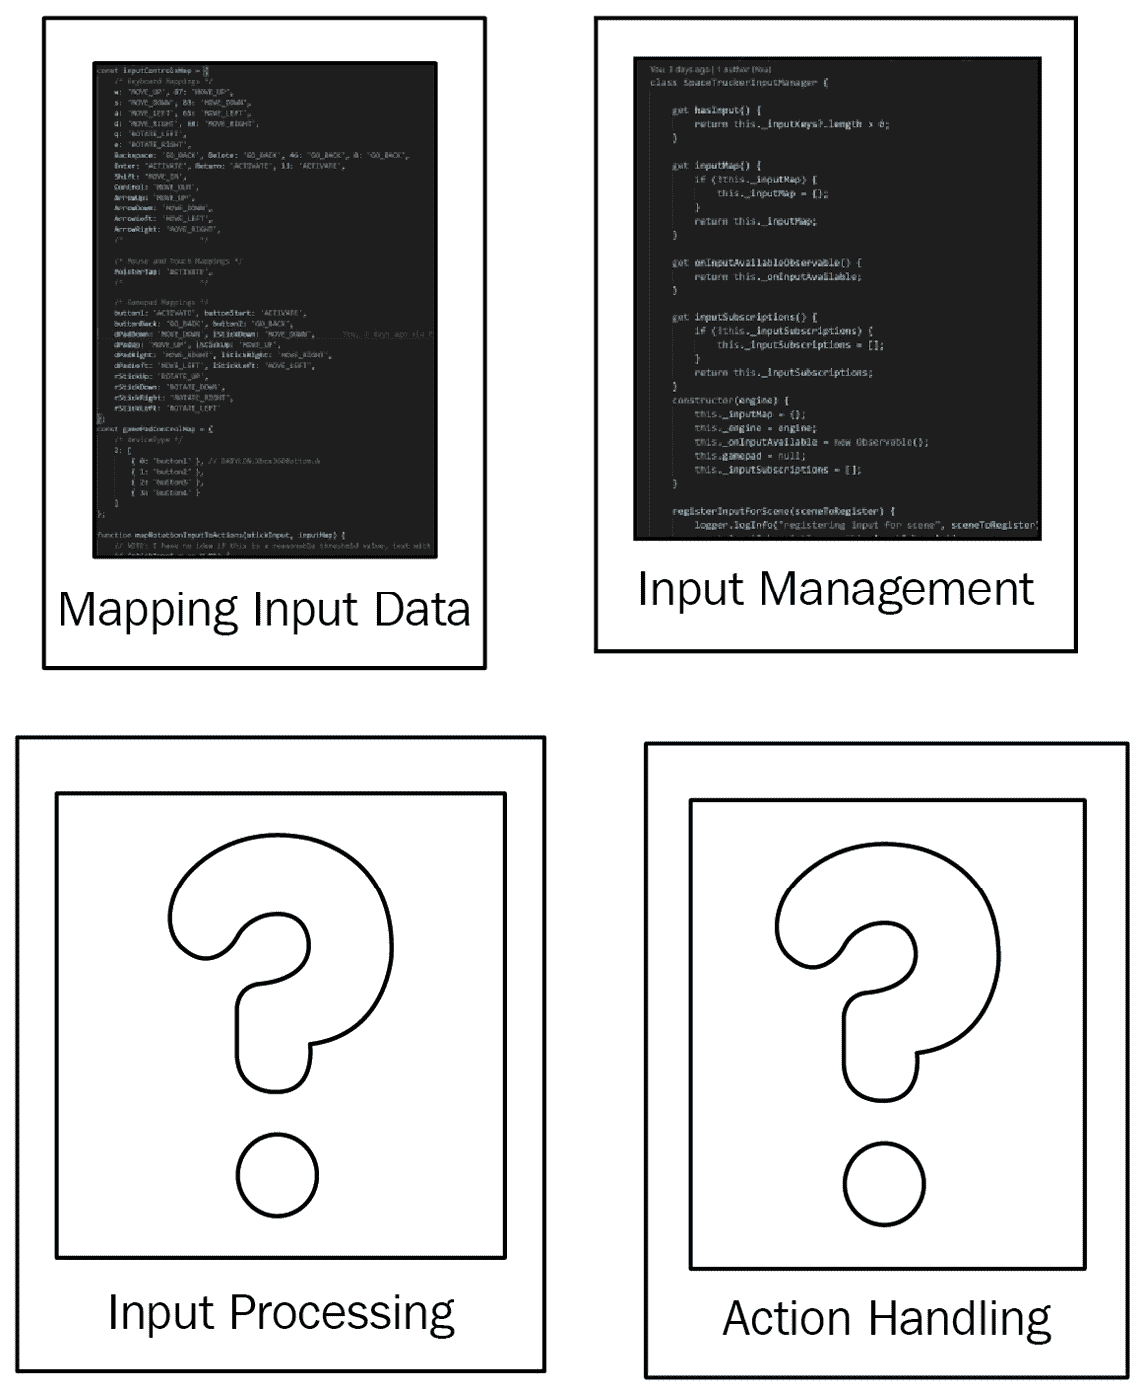 const inputControlsMap = {
/* Keyboard Mappings */
w: 'MOVE_UP', 87: 'MOVE_UP',
s: 'MOVE_DOWN', 83: 'MOVE_DOWN',
a: 'MOVE_LEFT', 65: 'MOVE_LEFT',
d: 'MOVE_RIGHT', 68: 'MOVE_RIGHT',
q: 'ROTATE_LEFT',
e: 'ROTATE_RIGHT',
Backspace: 'GO_BACK', Delete: 'GO_BACK', 46: 'GO_BACK', 8: 'GO_BACK',
Enter: 'ACTIVATE', Return: 'ACTIVATE', 13: 'ACTIVATE',
Shift: 'MOVE_IN',
Control: 'MOVE_OUT',
ArrowUp: 'MOVE_UP',
ArrowDown: 'MOVE_DOWN',
ArrowLeft: 'MOVE_LEFT',
ArrowRight: 'MOVE_RIGHT',
/* */
/* Mouse and Touch Mappings */
PointerTap: 'ACTIVATE',
/* */
/* Gamepad Mappings */
button1: 'ACTIVATE', buttonStart: 'ACTIVATE',
buttonBack: 'GO_BACK', button2: 'GO_BACK',
dPadDown: 'MOVE_DOWN', lStickDown: 'MOVE_DOWN', You, 3 days ago via
dPadUp: 'MOVE_UP', lStickUp: 'MOVE_UP',
dPadRight: 'MOVE_RIGHT', lStickRight: 'MOVE_RIGHT',
dPadLeft: 'MOVE_LEFT', lStickLeft: 'MOVE_LEFT',
rStickUp: 'ROTATE_UP',
rStickDown: 'ROTATE_DOWN',
rStickRight: 'ROTATE_RIGHT',
rStickLeft: 'ROTATE_LEFT'
};
const gamePadControlMap = {
/* deviceType */
2: [
{ 0: 'button1' }, // BABYLON.Xbox360Button.A
{ 1: 'button2' },
{ 2: 'button3' },
{ 3: 'button4' }
]
};
function mapRotationInputToActions(stickInput, inputMap) {
// NOTE: I have no idea if this is a reasonable threshold value, test with
Mapping Input Data
You, 3 days ago | 1 author (You)
class SpaceTruckerInputManager {
get hasInput() {
return this._inputKeys?.length > 0;
}
get inputMap() {
if (!this._inputMap) {
this._inputMap = {};
}
return this._inputMap;
}
get onInputAvailableObservable() {
return this._onInputAvailable;
}
get inputSubscriptions() {
if (!this._inputSubscriptions) {
this._inputSubscriptions = [];
}
return this._inputSubscriptions;
}
constructor(engine) {
this._inputMap = {};
this._engine = engine;
this._onInputAvailable = new Observable();
this.gamepad = null;
this._inputSubscriptions = [];
}
registerInputForScene(sceneToRegister) {
logger.logInfo("registering input for scene", sceneToRegister)
Input Management
?
Input Processing
?
Action Handling